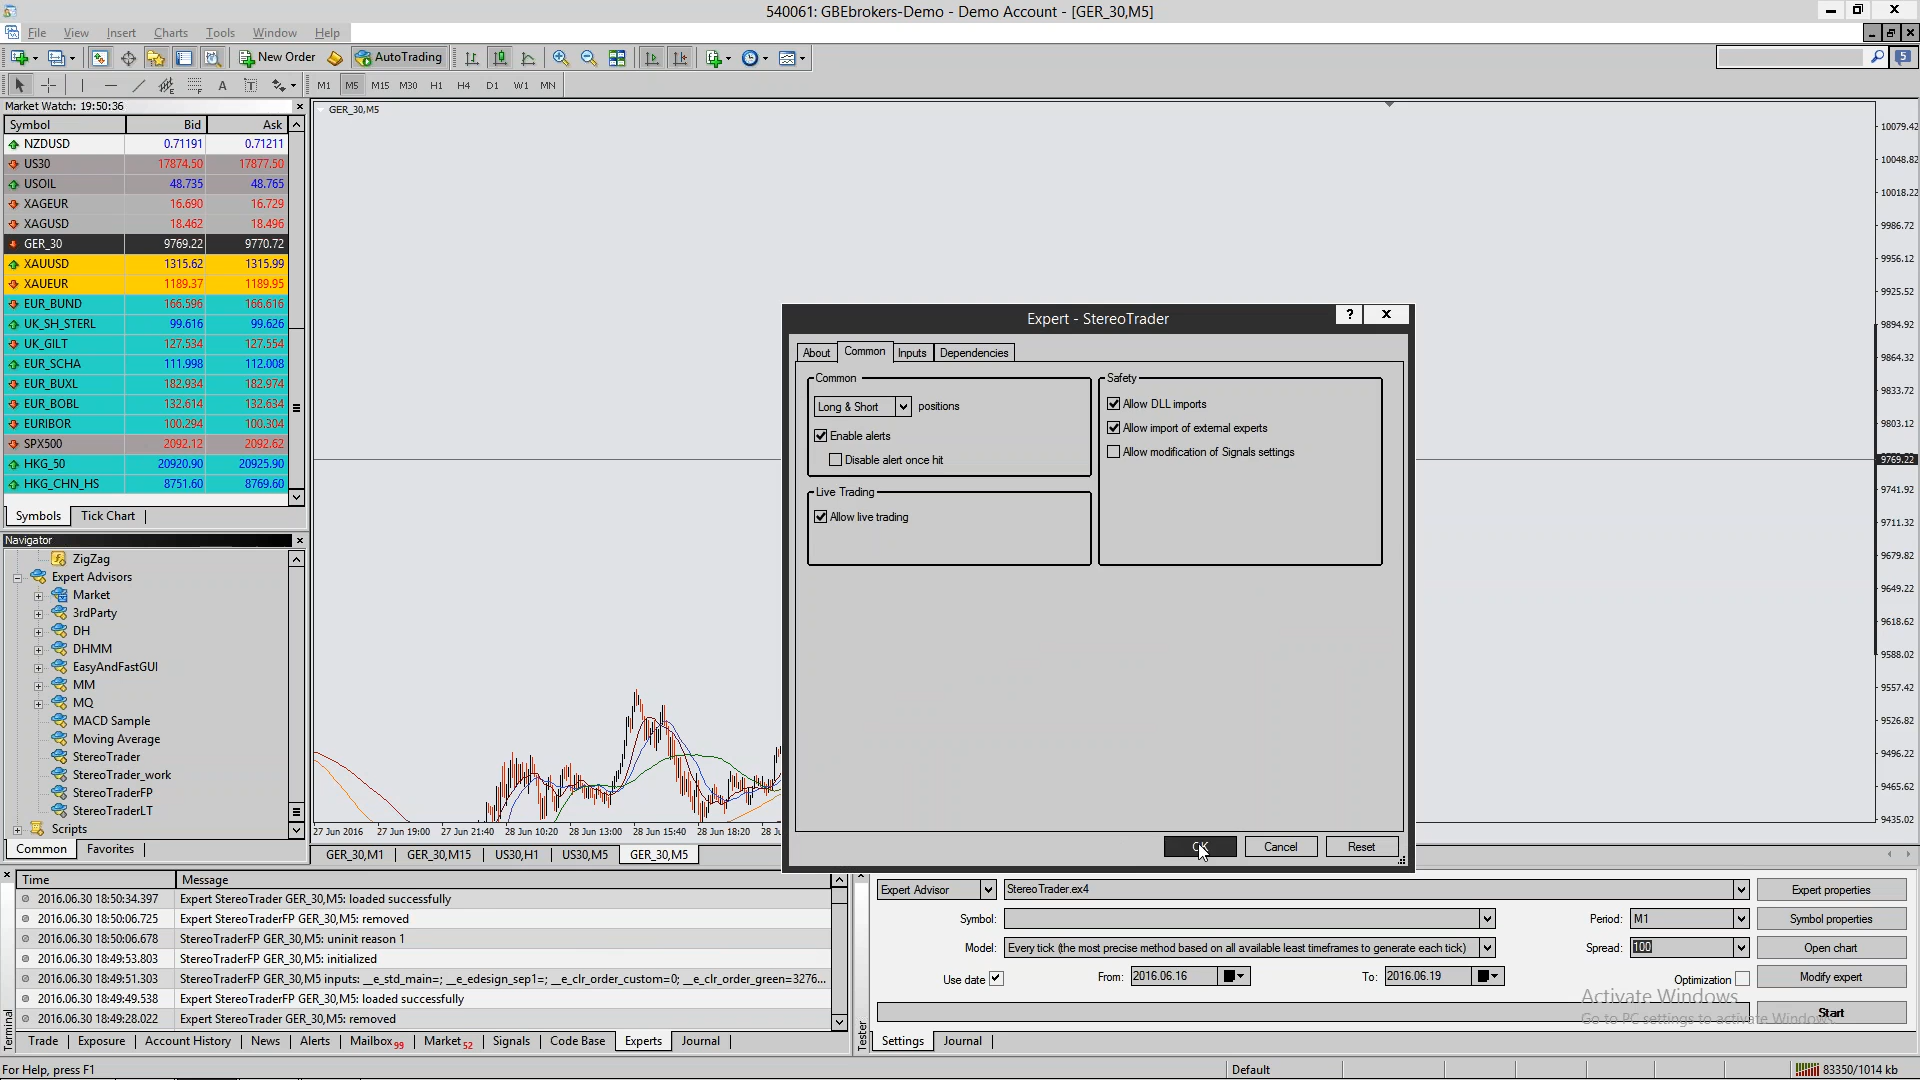 540061: GBEbrokers-Demo - Demo Account - [GER_30,M5]
File View Insert Charts Tools Window Help
New Order AutoTrading
5
A T M1 M5 M15 M30 H1 H4 D1 W1 MN
Market Watch: 19:50:36
Symbol Bid Ask
NZDUSD 0.71191 0.71211
US30 17874.50 17877.50
USOIL 48.735 48.765
XAGEUR 16.690 16.729
XAGUSD 18.462 18.496
GER_30 9769.22 9770.72
XAUUSD 1315.62 1315.99
XAUEUR 1189.37 1189.95
EUR_BUND 166.596 166.616
UK_SH_STERL 99.616 99.626
UK_GILT 127.534 127.554
EUR_SCHA 111.998 112.008
EUR_BUXL 182.934 182.974
EUR_BOBL 132.614 132.634
EURIBOR 100.294 100.304
SPX500 2092.12 2092.62
HKG_50 20920.90 20925.90
HKG_CHN_HS 8751.60 8769.60
Symbols Tick Chart
Navigator
ZigZag
Expert Advisors
Market
3rdParty
DH
DHMM
EasyAndFastGUI
MM
MQ
MACD Sample
Moving Average
StereoTrader
StereoTrader_work
StereoTraderFP
StereoTraderLT
Scripts
Common Favorites
GER_30,M5
10079.42
10048.82
10018.22
9986.72
9956.12
9925.52
9894.92
9864.32
9833.72
9803.12
9769.22
9741.92
9711.32
9679.82
9649.22
9618.62
9588.02
9557.42
9526.82
9496.22
9465.62
9435.02
27 Jun 2016 27 Jun 19:00 27 Jun 21:40 28 Jun 10:20 28 Jun 13:00 28 Jun 15:40 28 Jun 18:20 28 Ju
GER_30,M1 GER_30,M15 US30,H1 US30,M5 GER_30,M5
Expert - StereoTrader
?
About Common Inputs Dependencies
Common
Long & Short positions
Enable alerts
Disable alert once hit
Live Trading
Allow live trading
Safety
Allow DLL imports
Allow import of external experts
Allow modification of Signals settings
OK Cancel Reset
Time Message
2016.06.30 18:50:34.397 Expert StereoTrader GER_30,M5: loaded successfully
2016.06.30 18:50:06.725 Expert StereoTraderFP GER_30,M5: removed
2016.06.30 18:50:06.678 StereoTraderFP GER_30,M5: uninit reason 1
2016.06.30 18:49:53.803 StereoTraderFP GER_30,M5: initialized
2016.06.30 18:49:51.303 StereoTraderFP GER_30,M5 inputs: __e_std_main=; __e_edesign_sep1=; __e_clr_order_custom=0; __e_clr_order_green=3276...
2016.06.30 18:49:49.538 Expert StereoTraderFP GER_30,M5: loaded successfully
2016.06.30 18:49:28.022 Expert StereoTrader GER_30,M5: removed
Terminal
Trade Exposure Account History News Alerts Mailbox 99 Market 52 Signals Code Base Experts Journal
Tester
Expert Advisor StereoTrader.ex4 Expert properties
Symbol: Period: M1 Symbol properties
Model: Every tick (the most precise method based on all available least timeframes to generate each tick) Spread: 100 Open chart
Use date From: 2016.06.16 To: 2016.06.19 Optimization Modify expert
Activate Windows
Go to PC settings to activate Windows.
Start
Settings Journal
For Help, press F1 Default 83350/1014 kb